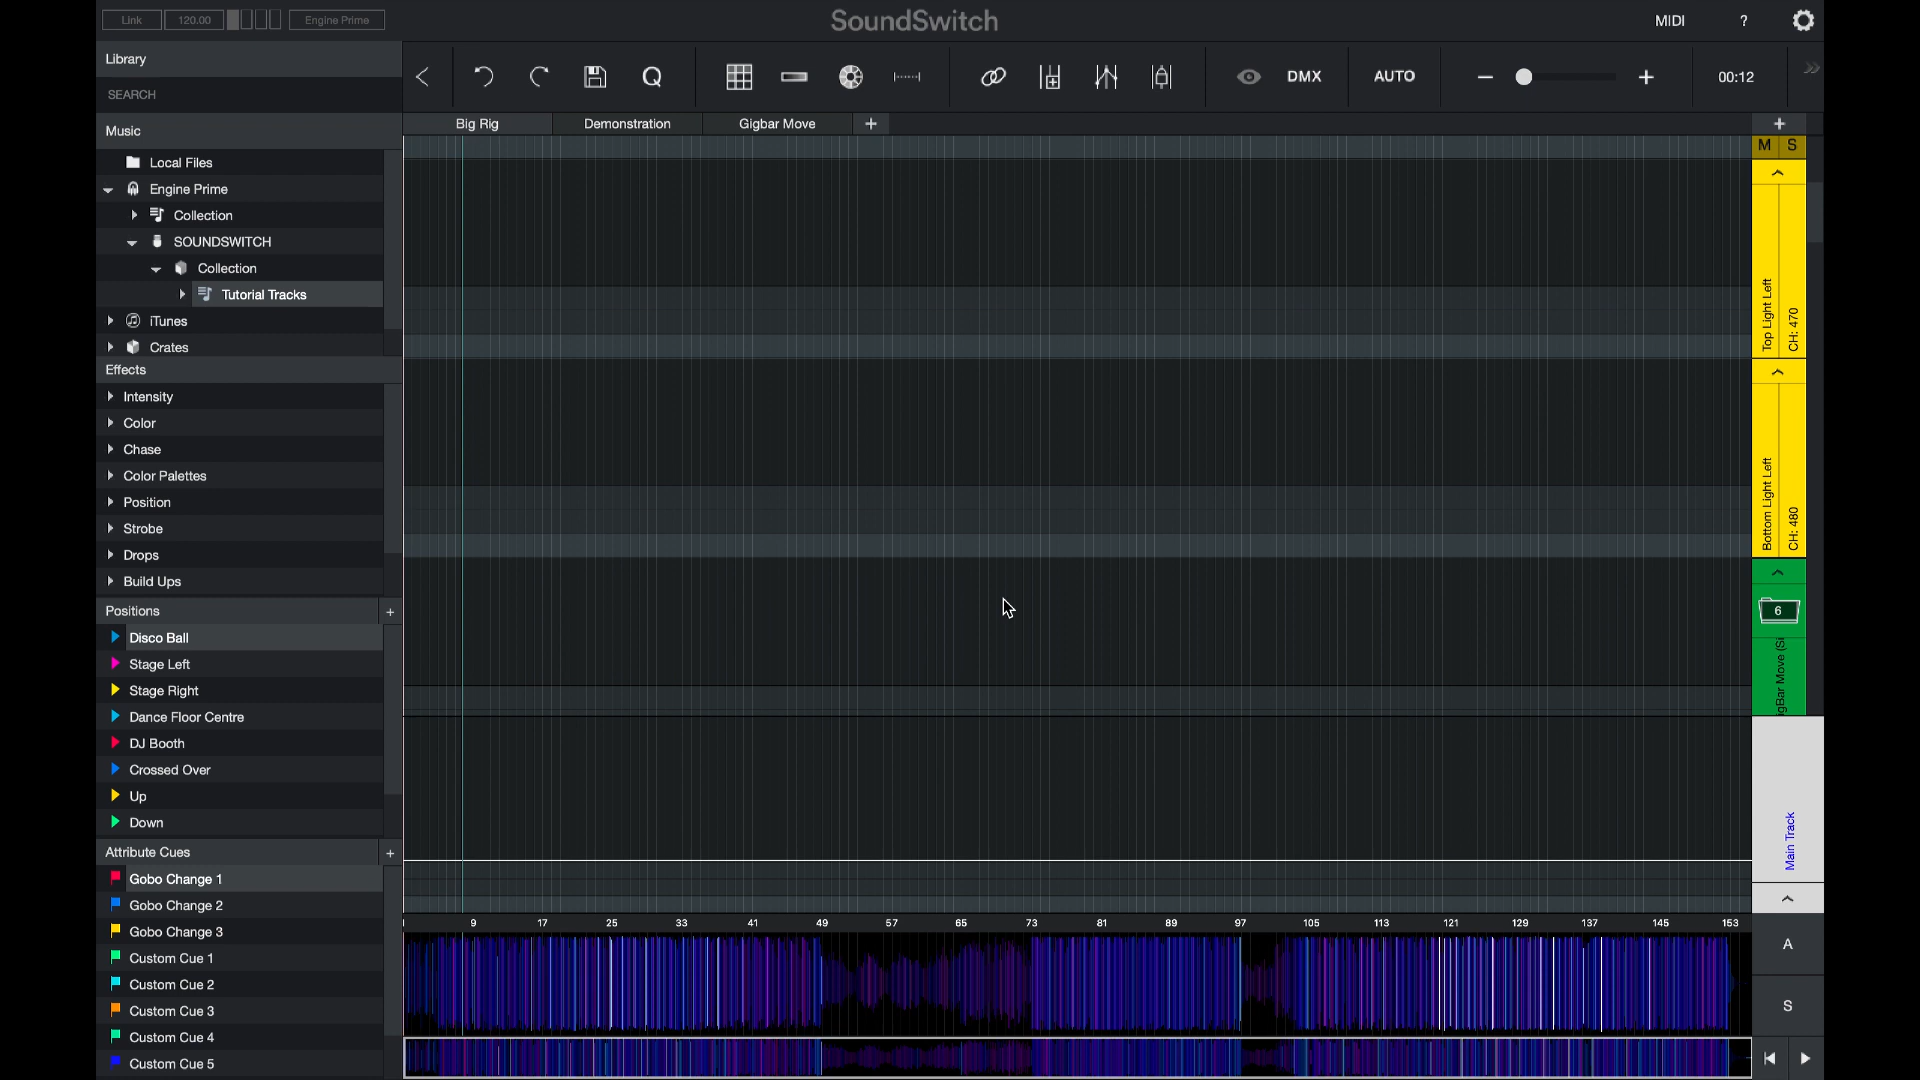 Link 120.00 Engine Prime SoundSwitch MIDI ?
Library
SEARCH
Q DMX AUTO 00:12
Music
Big Rig Demonstration Gigbar Move +
M S
Local Files
Engine Prime
Collection
SOUNDSWITCH
Collection
Tutorial Tracks
iTunes
Crates
Top Light Left
CH: 470
Effects
Intensity
Color
Chase
Color Palettes
Position
Strobe
Drops
Build Ups
Bottom Light Left
CH: 480
6
Positions +
Disco Ball
Stage Left
Stage Right
Dance Floor Centre
DJ Booth
Crossed Over
Up
Down
Main Track
Attribute Cues +
Gobo Change 1
Gobo Change 2
Gobo Change 3
Custom Cue 1
Custom Cue 2
Custom Cue 3
Custom Cue 4
Custom Cue 5
9 17 25 33 41 49 57 65 73 81 89 97 105 113 121 129 137 145 153
A
S